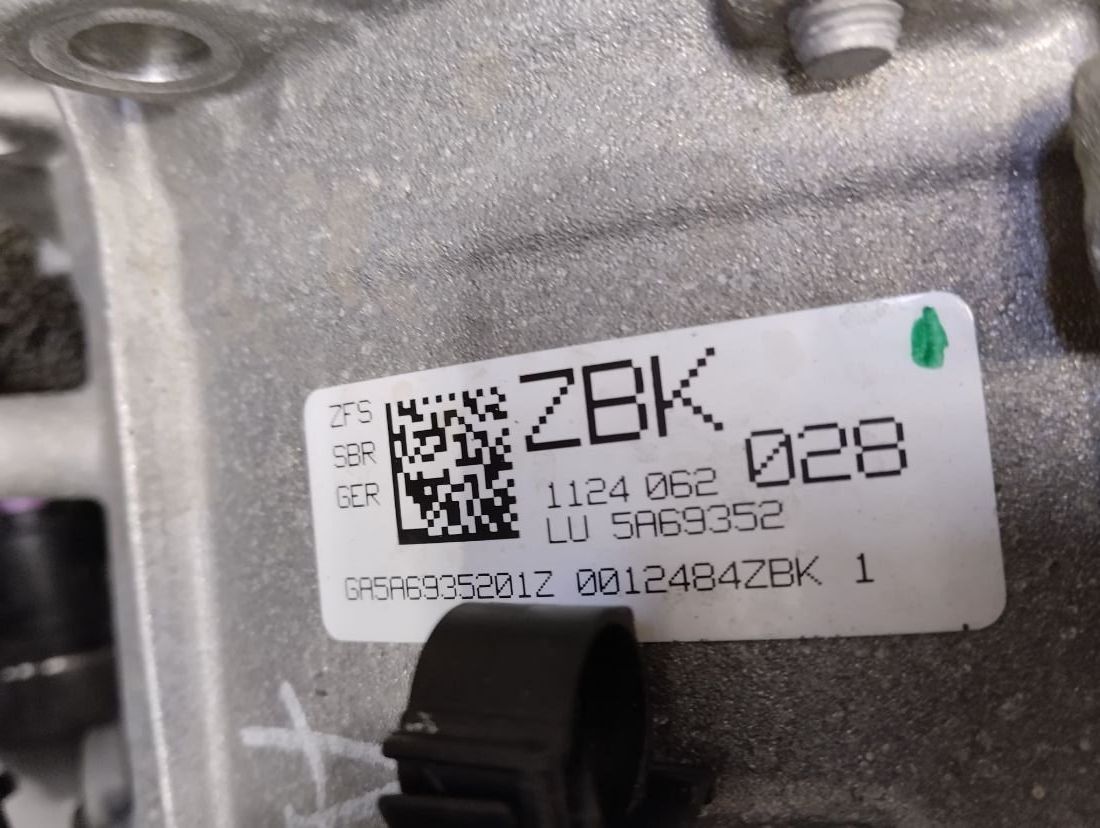 ZFS
SBR
GER
ZBK
028
1124 062
LU 5A69352
GA5A6935201Z 0012484ZBK 1